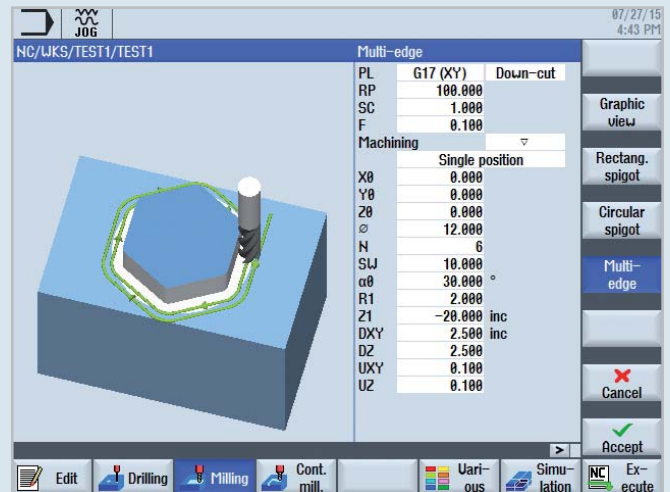 JOG
07/27/15
4:43 PM
NC/WKS/TEST1/TEST1
Multi-edge
PL G17 (XY) Down-cut
RP 100.000
SC 1.000
F 0.100
Machining ▽
Single position
X0 0.000
Y0 0.000
Z0 0.000
⌀ 12.000
N 6
SW 10.000
α0 30.000 °
R1 2.000
Z1 -20.000 inc
DXY 2.500 inc
DZ 2.500
UXY 0.100
UZ 0.100
Graphic
view
Rectang.
spigot
Circular
spigot
Multi-
edge
Cancel
Accept
>
Edit
Drilling
Milling
Cont.
mill.
Vari-
ous
Simu-
lation
NC
Ex-
ecute